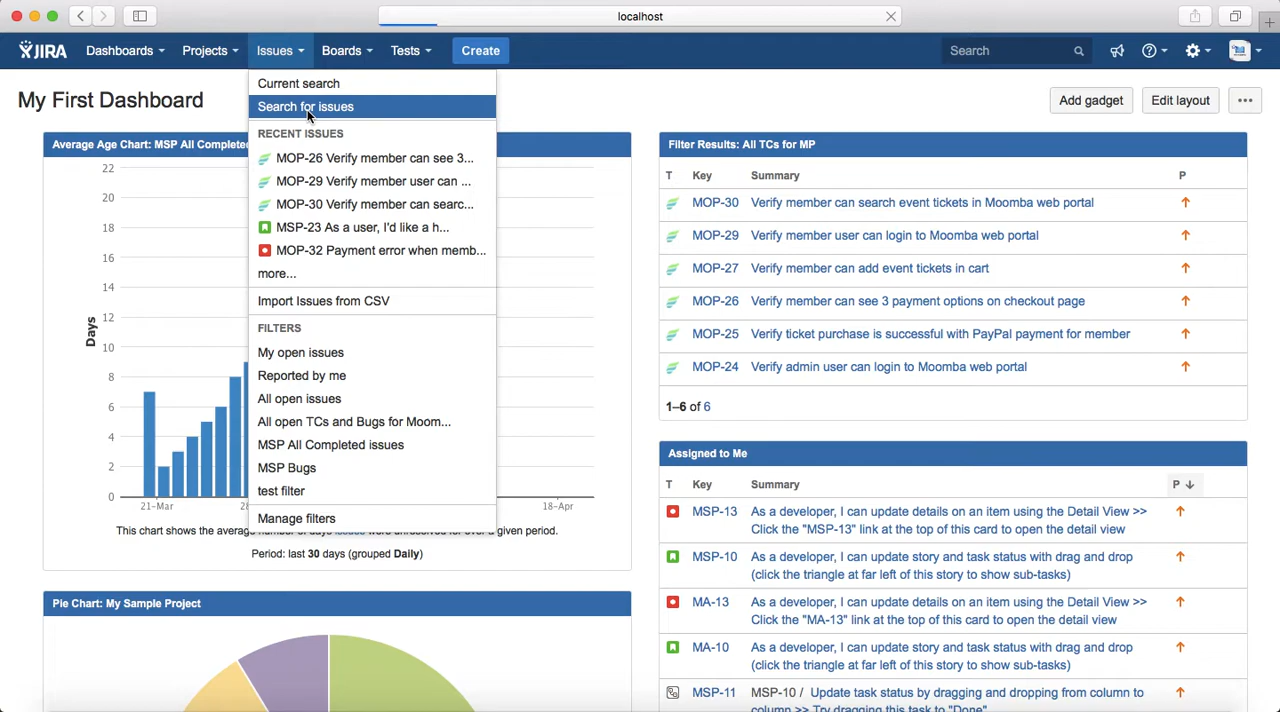 localhost
JIRA
Dashboards
Projects
Issues
Boards
Tests
Create
Search
My First Dashboard
Add gadget
Edit layout
Current search
Search for issues
RECENT ISSUES
MOP-26 Verify member can see 3...
MOP-29 Verify member user can ...
MOP-30 Verify member can searc...
MSP-23 As a user, I'd like a h...
MOP-32 Payment error when memb...
more...
Import Issues from CSV
FILTERS
My open issues
Reported by me
All open issues
All open TCs and Bugs for Moom...
MSP All Completed issues
MSP Bugs
test filter
Manage filters
Average Age Chart: MSP All Complete
22
20
18
16
14
12
10
8
6
4
2
0
Days
21-Mar
18-Apr
This chart shows the average
given period.
Period: last 30 days (grouped Daily)
Pie Chart: My Sample Project
Filter Results: All TCs for MP
T Key Summary P
MOP-30 Verify member can search event tickets in Moomba web portal
MOP-29 Verify member user can login to Moomba web portal
MOP-27 Verify member can add event tickets in cart
MOP-26 Verify member can see 3 payment options on checkout page
MOP-25 Verify ticket purchase is successful with PayPal payment for member
MOP-24 Verify admin user can login to Moomba web portal
1–6 of 6
Assigned to Me
T Key Summary P
MSP-13 As a developer, I can update details on an item using the Detail View >>
Click the "MSP-13" link at the top of this card to open the detail view
MSP-10 As a developer, I can update story and task status with drag and drop
(click the triangle at far left of this story to show sub-tasks)
MA-13 As a developer, I can update details on an item using the Detail View >>
Click the "MA-13" link at the top of this card to open the detail view
MA-10 As a developer, I can update story and task status with drag and drop
(click the triangle at far left of this story to show sub-tasks)
MSP-11 MSP-10 / Update task status by dragging and dropping from column to
column >> Try dragging this task to "Done"